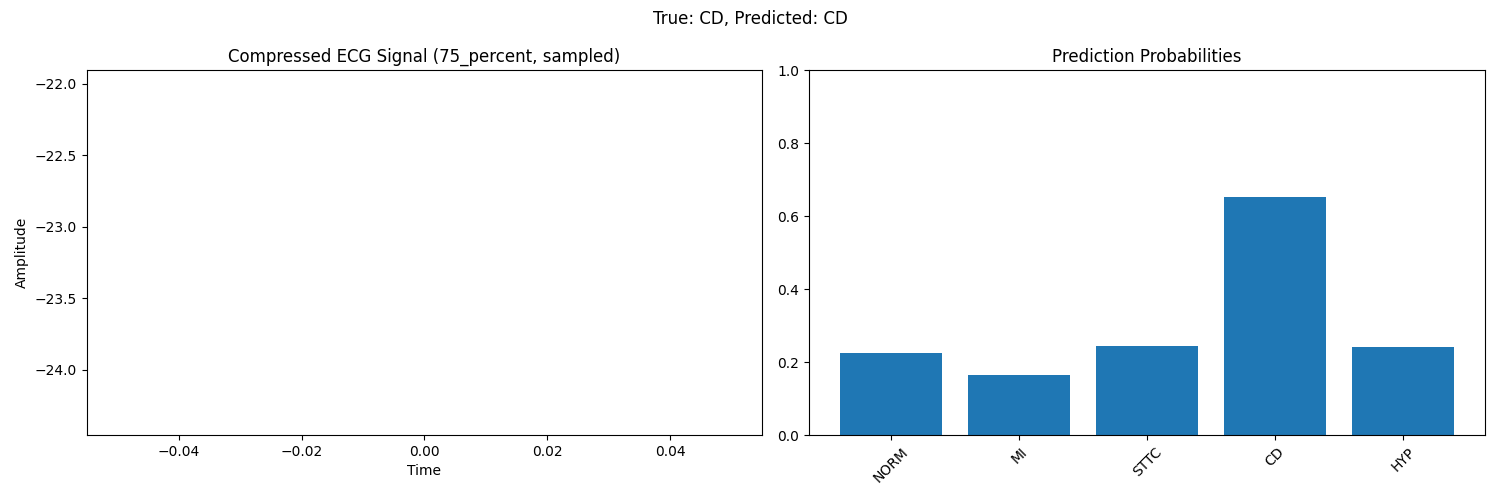 True: CD, Predicted: CD
Compressed ECG Signal (75_percent, sampled)
−22.0
−22.5
−23.0
−23.5
−24.0
Amplitude
−0.04
−0.02
0.00
0.02
0.04
Time
Prediction Probabilities
1.0
0.8
0.6
0.4
0.2
0.0
NORM
MI
STTC
CD
HYP